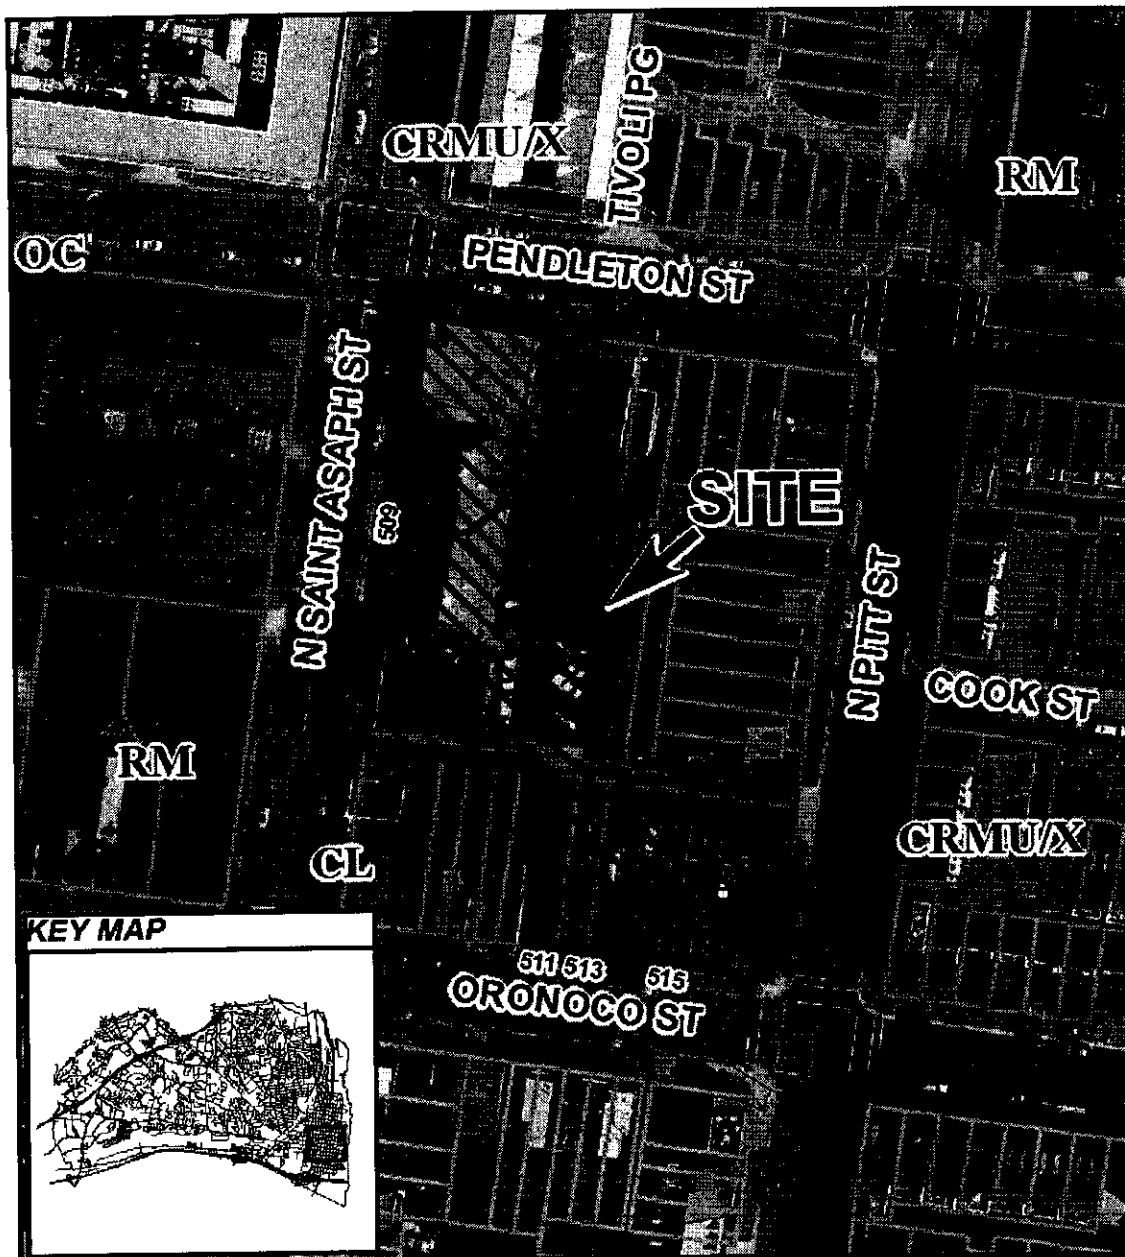 TIVOLI PG
CRMU/X
RM
OC
PENDLETON ST
N SAINT ASAPH ST
509
SITE
N PITT ST
COOK ST
RM
CL
CRMU/X
KEY MAP
511 513 515
ORONOCO ST